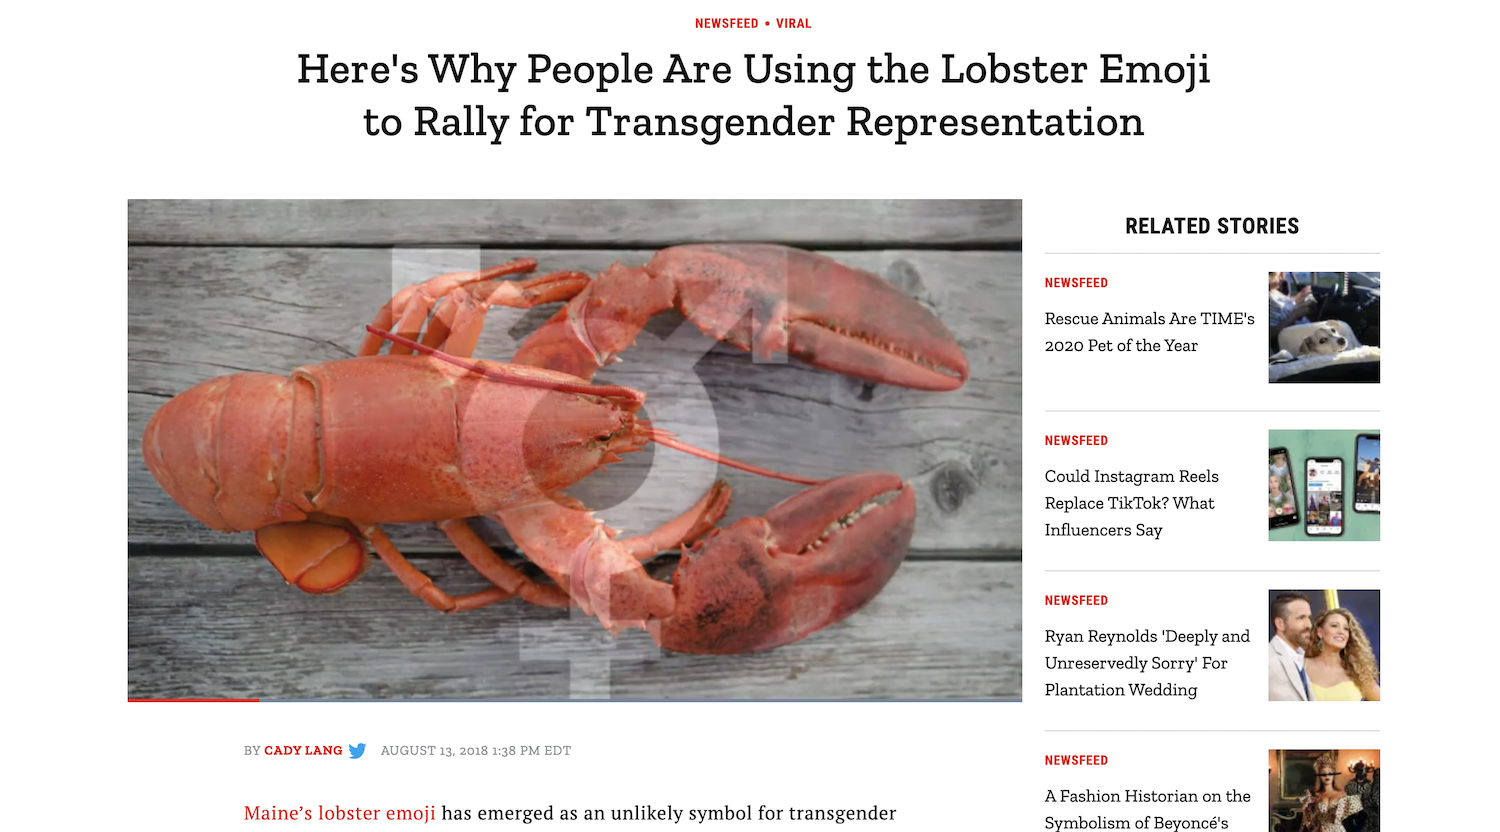 NEWSFEED • VIRAL
Here's Why People Are Using the Lobster Emoji
to Rally for Transgender Representation
RELATED STORIES
NEWSFEED
Rescue Animals Are TIME's
2020 Pet of the Year
NEWSFEED
Could Instagram Reels
Replace TikTok? What
Influencers Say
NEWSFEED
Ryan Reynolds 'Deeply and
Unreservedly Sorry' For
Plantation Wedding
NEWSFEED
A Fashion Historian on the
Symbolism of Beyoncé's
BY CADY LANG AUGUST 13, 2018 1:38 PM EDT
Maine’s lobster emoji has emerged as an unlikely symbol for transgender